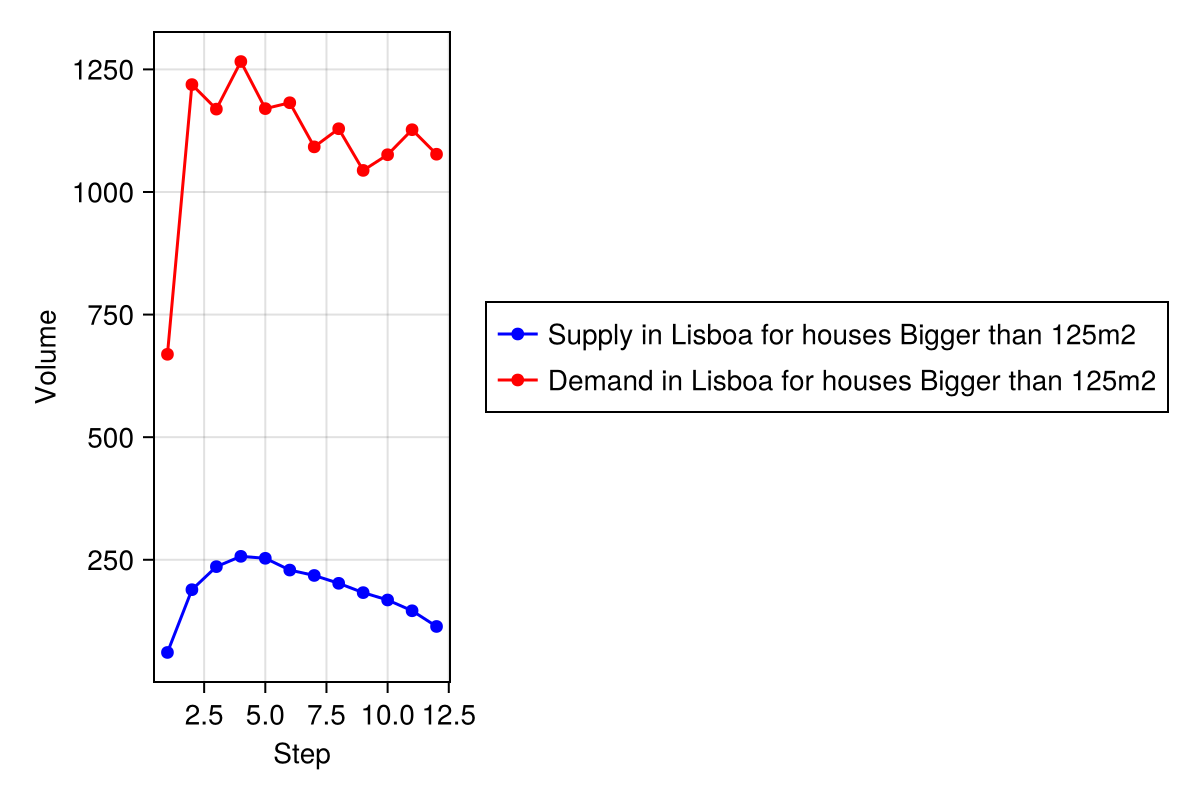 1250
1000
750
500
250
Volume
2.5 5.0 7.5 10.0 12.5
Step
Supply in Lisboa for houses Bigger than 125m2
Demand in Lisboa for houses Bigger than 125m2